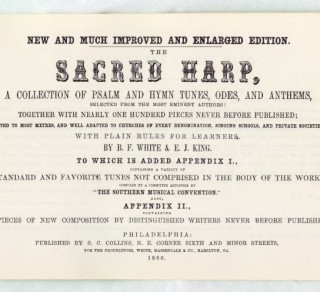 NEW AND MUCH IMPROVED AND ENLARGED EDITION.
THE
SACRED HARP,
A COLLECTION OF PSALM AND HYMN TUNES, ODES, AND ANTHEMS,
SELECTED FROM THE MOST EMINENT AUTHORS:
TOGETHER WITH NEARLY ONE HUNDRED PIECES NEVER BEFORE PUBLISHED;
TED TO MOST METERS, AND WELL ADAPTED TO CHURCHES OF EVERY DENOMINATION, SINGING SCHOOLS, AND PRIVATE SOCIETIE
WITH PLAIN RULES FOR LEARNERS.
BY B. F. WHITE & E. J. KING.
TO WHICH IS ADDED APPENDIX I.,
CONTAINING A VARIETY OF
TANDARD AND FAVORITE TUNES NOT COMPRISED IN THE BODY OF THE WORK
COMPILED BY A COMMITTEE APPOINTED BY
"THE SOUTHERN MUSICAL CONVENTION."
ALSO,
APPENDIX II.,
CONTAINING
PIECES OF NEW COMPOSITION BY DISTINGUISHED WRITERS NEVER BEFORE PUBLISHE
PHILADELPHIA:
PUBLISHED BY S. C. COLLINS, N. E. CORNER SIXTH AND MINOR STREETS,
FOR THE PROPRIETORS, WHITE, MASSENGALE & CO., HAMILTON, GA.
1860.